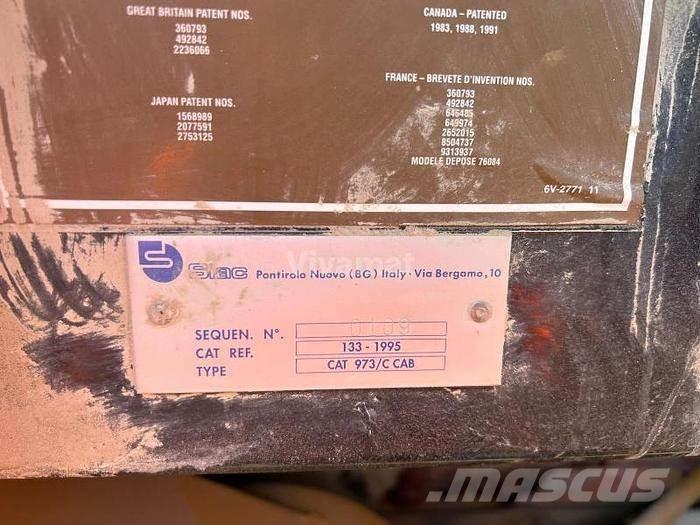 GREAT BRITAIN PATENT NOS.
360793
492842
2236066
CANADA – PATENTED
1983, 1988, 1991
JAPAN PATENT NOS.
1568989
2077591
2753125
FRANCE – BREVETE D'INVENTION NOS.
360793
492842
646485
649974
2652015
8504737
9313937
MODELE DEPOSE 76084
6V-2771 11
Vivamat
Siac
Pontirolo Nuovo (BG) Italy · Via Bergamo, 10
SEQUEN. N°. 0109
CAT REF. 133 - 1995
TYPE CAT 973/C CAB
MASCUS